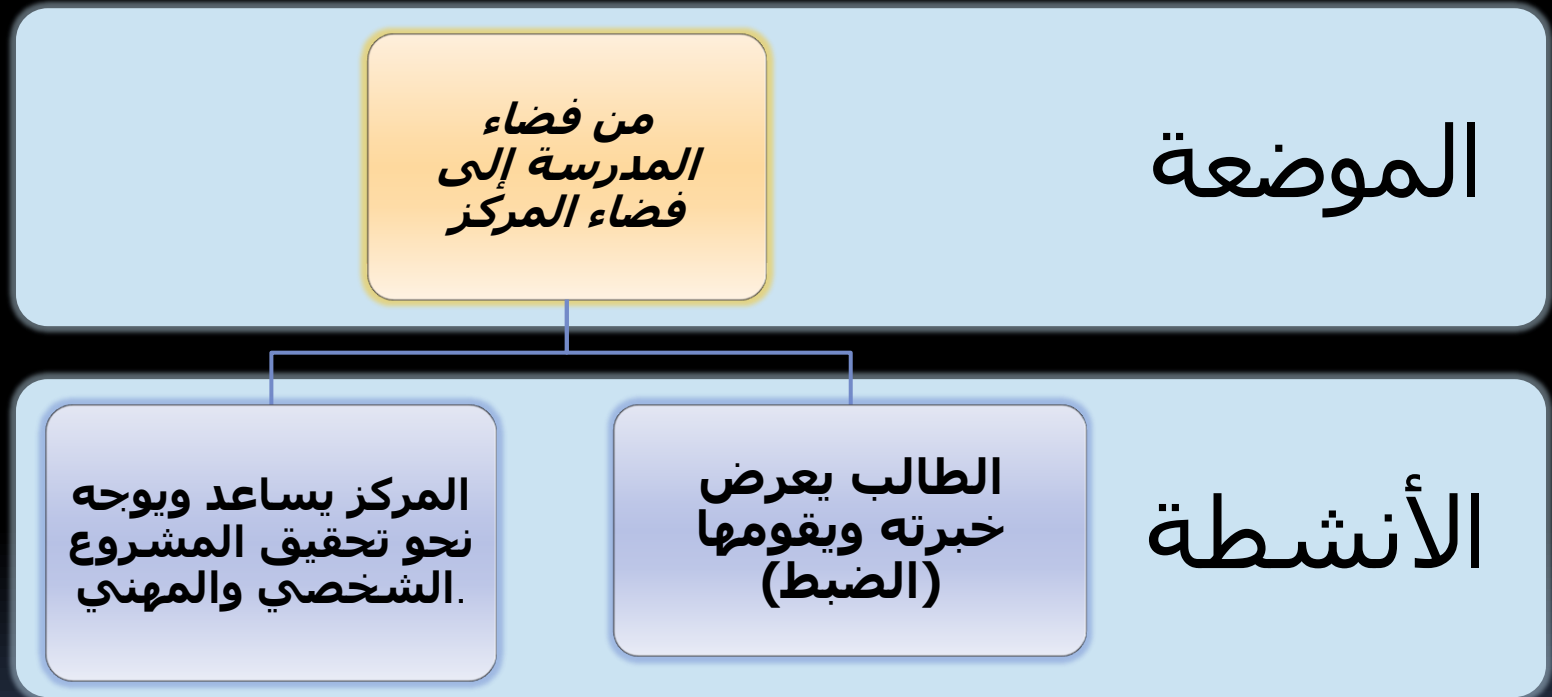 الموضعة
من فضاء
المدرسة إلى
فضاء المركز
الأنشطة
الطالب يعرض
خبرته ويقومها
(الضبط)
المركز يساعد ويوجه
نحو تحقيق المشروع
الشخصي والمهني.